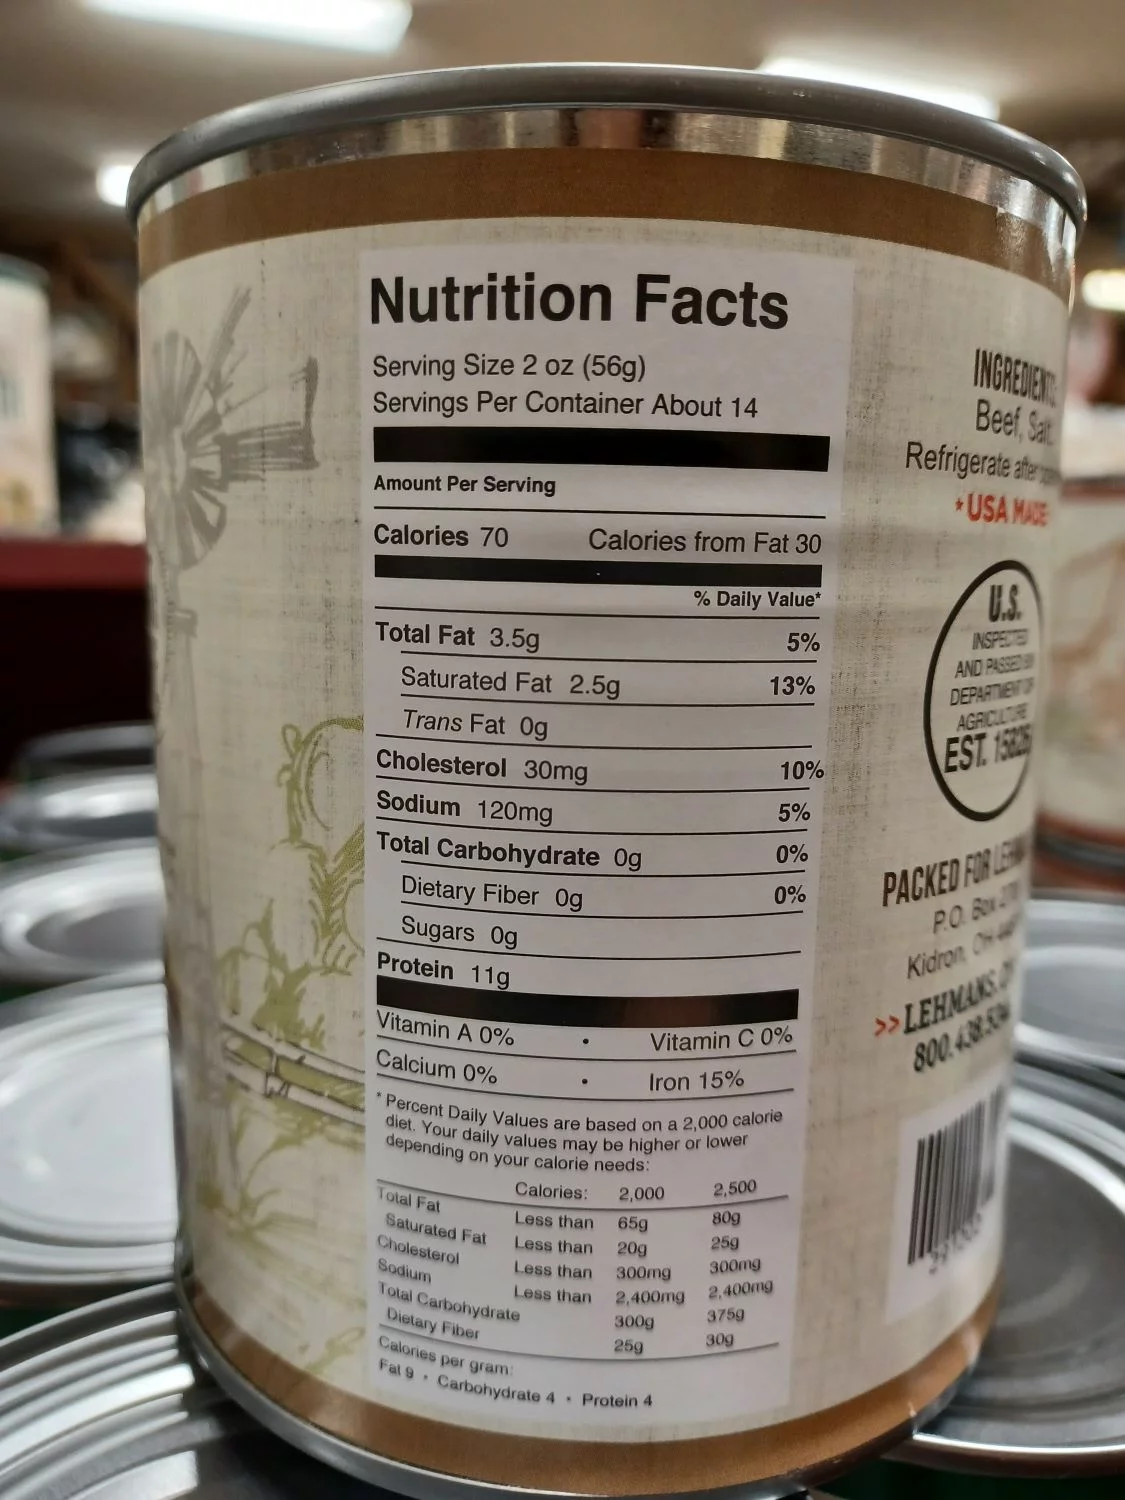 Nutrition Facts
Serving Size 2 oz (56g)
Servings Per Container About 14
Amount Per Serving
Calories 70 Calories from Fat 30
% Daily Value*
Total Fat 3.5g 5%
Saturated Fat 2.5g 13%
Trans Fat 0g
Cholesterol 30mg 10%
Sodium 120mg 5%
Total Carbohydrate 0g 0%
Dietary Fiber 0g 0%
Sugars 0g
Protein 11g
Vitamin A 0% • Vitamin C 0%
Calcium 0% • Iron 15%
* Percent Daily Values are based on a 2,000 calorie
diet. Your daily values may be higher or lower
depending on your calorie needs:
Calories: 2,000 2,500
Total Fat Less than 65g 80g
Saturated Fat Less than 20g 25g
Cholesterol Less than 300mg 300mg
Sodium Less than 2,400mg 2,400mg
Total Carbohydrate 300g 375g
Dietary Fiber 25g 30g
Calories per gram:
Fat 9 • Carbohydrate 4 • Protein 4
INGREDIENTS:
Beef, Salt
Refrigerate after
*USA MADE
U.S.
INSPECTED
AND PASSED BY
DEPARTMENT OF
AGRICULTURE
EST.
PACKED FOR
P.O. Box
Kidron, OH
>>LEHMANS.
800.438.